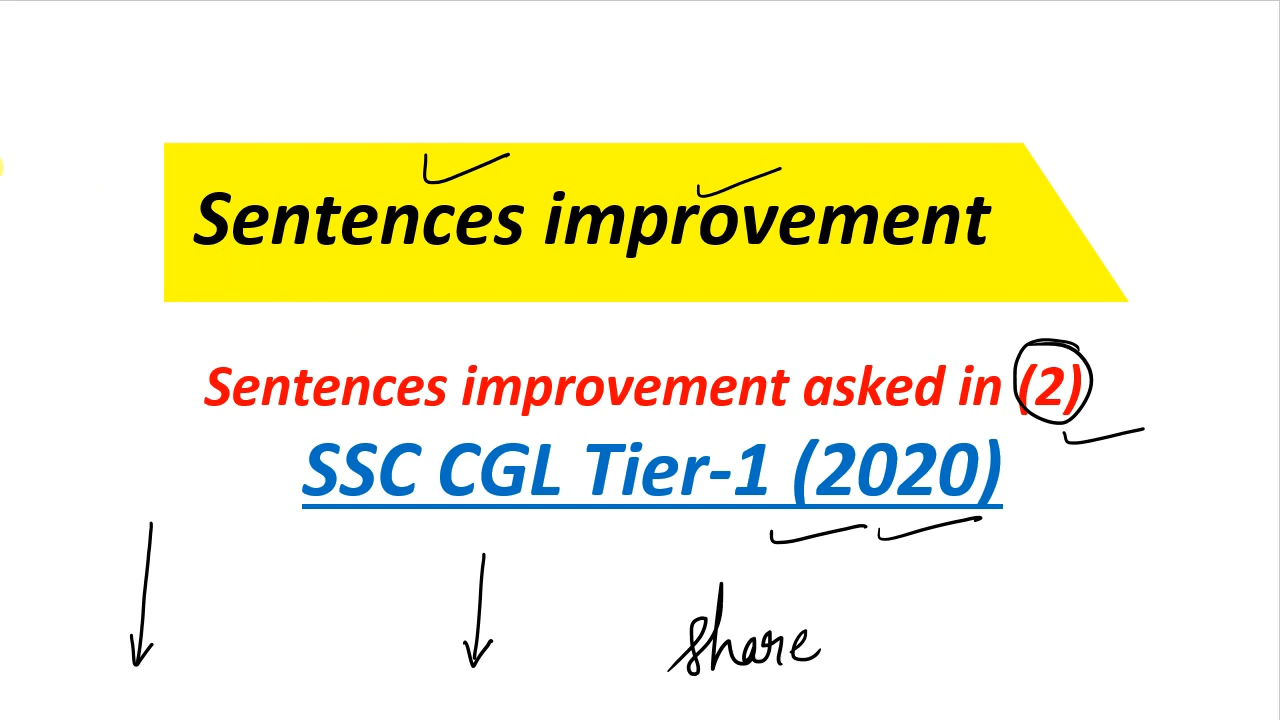 Sentences improvement
Sentences improvement asked in (2)
SSC CGL Tier-1 (2020)
share